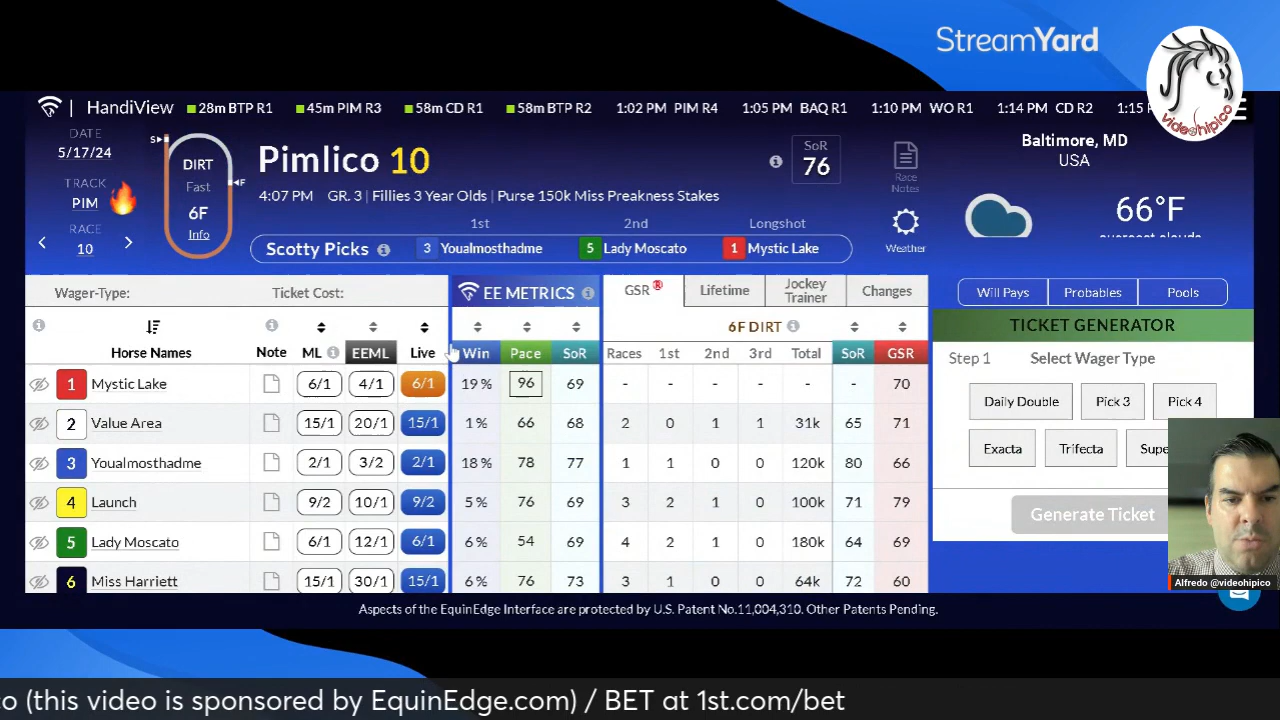 StreamYard
videohipico
HandiView 28m BTP R1 45m PIM R3 58m CD R1 58m BTP R2 1:02 PM PIM R4 1:05 PM BAQ R1 1:10 PM WO R1 1:14 PM CD R2 1:15
DATE
5/17/24
TRACK
PIM
RACE
10
S
DIRT
Fast
F
6F
Info
Pimlico 10
4:07 PM GR. 3 | Fillies 3 Year Olds | Purse 150k Miss Preakness Stakes
SoR
76
Race Notes
Weather
Baltimore, MD
USA
66°F
overcast clouds
1st 2nd Longshot
Scotty Picks 3 Youalmosthadme 5 Lady Moscato 1 Mystic Lake
Wager-Type: Ticket Cost:
EE METRICS
GSR® Lifetime Jockey Trainer Changes
6F DIRT
Horse Names Note ML EEML Live Win Pace SoR Races 1st 2nd 3rd Total SoR GSR
1 Mystic Lake 6/1 4/1 6/1 19 % 96 69 - - - - - - 70
2 Value Area 15/1 20/1 15/1 1 % 66 68 2 0 1 1 31k 65 71
3 Youalmosthadme 2/1 3/2 2/1 18 % 78 77 1 1 0 0 120k 80 66
4 Launch 9/2 10/1 9/2 5 % 76 69 3 2 1 0 100k 71 79
5 Lady Moscato 6/1 12/1 6/1 6 % 54 69 4 2 1 0 180k 64 69
6 Miss Harriett 15/1 30/1 15/1 6 % 76 73 3 1 0 0 64k 72 60
Will Pays Probables Pools
TICKET GENERATOR
Step 1 Select Wager Type
Daily Double Pick 3 Pick 4
Exacta Trifecta Supe
Generate Ticket
Alfredo @videohipico
Aspects of the EquinEdge Interface are protected by U.S. Patent No.11,004,310. Other Patents Pending.
co (this video is sponsored by EquinEdge.com) / BET at 1st.com/bet